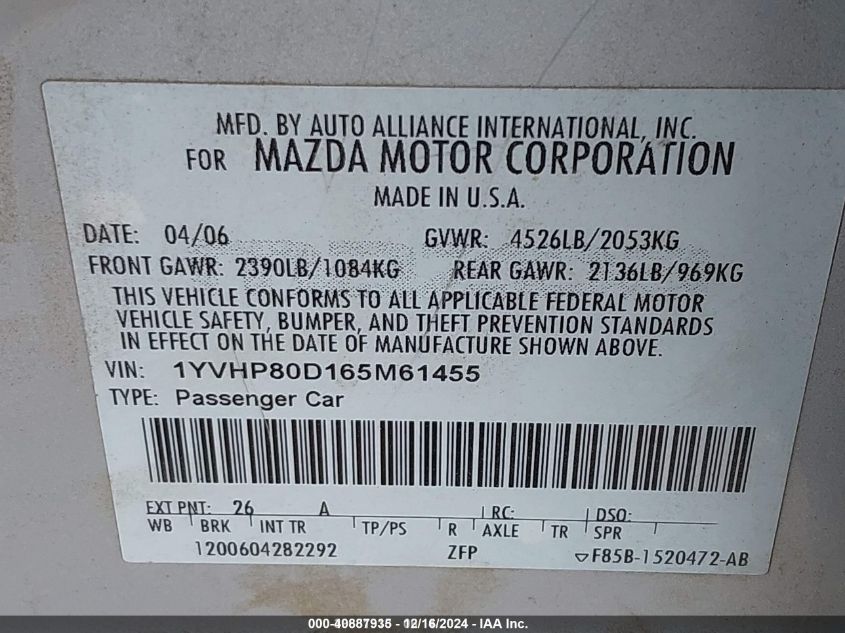 MFD. BY AUTO ALLIANCE INTERNATIONAL, INC.
FOR MAZDA MOTOR CORPORATION
MADE IN U.S.A.
DATE: 04/06 GVWR: 4526LB/2053KG
FRONT GAWR: 2390LB/1084KG REAR GAWR: 2136LB/969KG
THIS VEHICLE CONFORMS TO ALL APPLICABLE FEDERAL MOTOR
VEHICLE SAFETY, BUMPER, AND THEFT PREVENTION STANDARDS
IN EFFECT ON THE DATE OF MANUFACTURE SHOWN ABOVE.
VIN: 1YVHP80D165M61455
TYPE: Passenger Car
EXT PNT: 26 A RC: DSO:
WB BRK INT TR TP/PS R AXLE TR SPR
1200604282292 ZFP F85B-1520472-AB
12/16/2024 - IAA Inc.